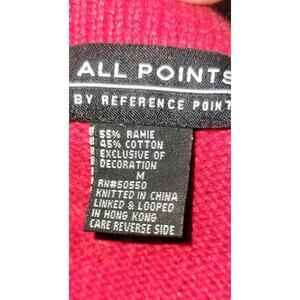 ALL POINTS
BY REFERENCE POINT
55% RAMIE
45% COTTON
EXCLUSIVE OF
DECORATION
M
RN#50550
KNITTED IN CHINA
LINKED & LOOPED
IN HONG KONG
CARE REVERSE SIDE